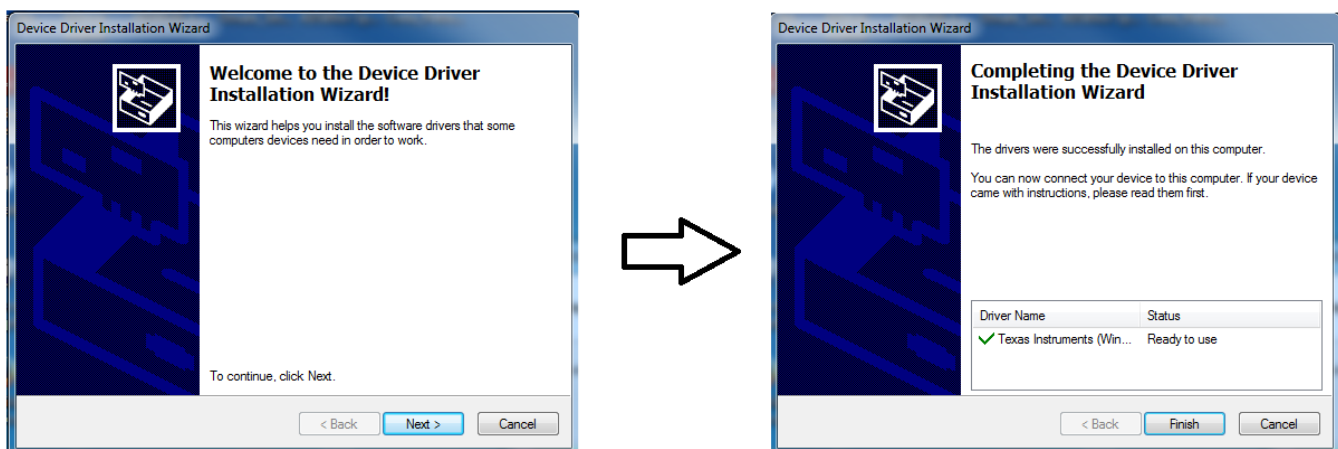 Device Driver Installation Wizard
Welcome to the Device Driver
Installation Wizard!
This wizard helps you install the software drivers that some
computers devices need in order to work.
To continue, click Next.
< Back
Next >
Cancel
Device Driver Installation Wizard
Completing the Device Driver
Installation Wizard
The drivers were successfully installed on this computer.
You can now connect your device to this computer. If your device
came with instructions, please read them first.
Driver Name Status
Texas Instruments (Win... Ready to use
< Back
Finish
Cancel